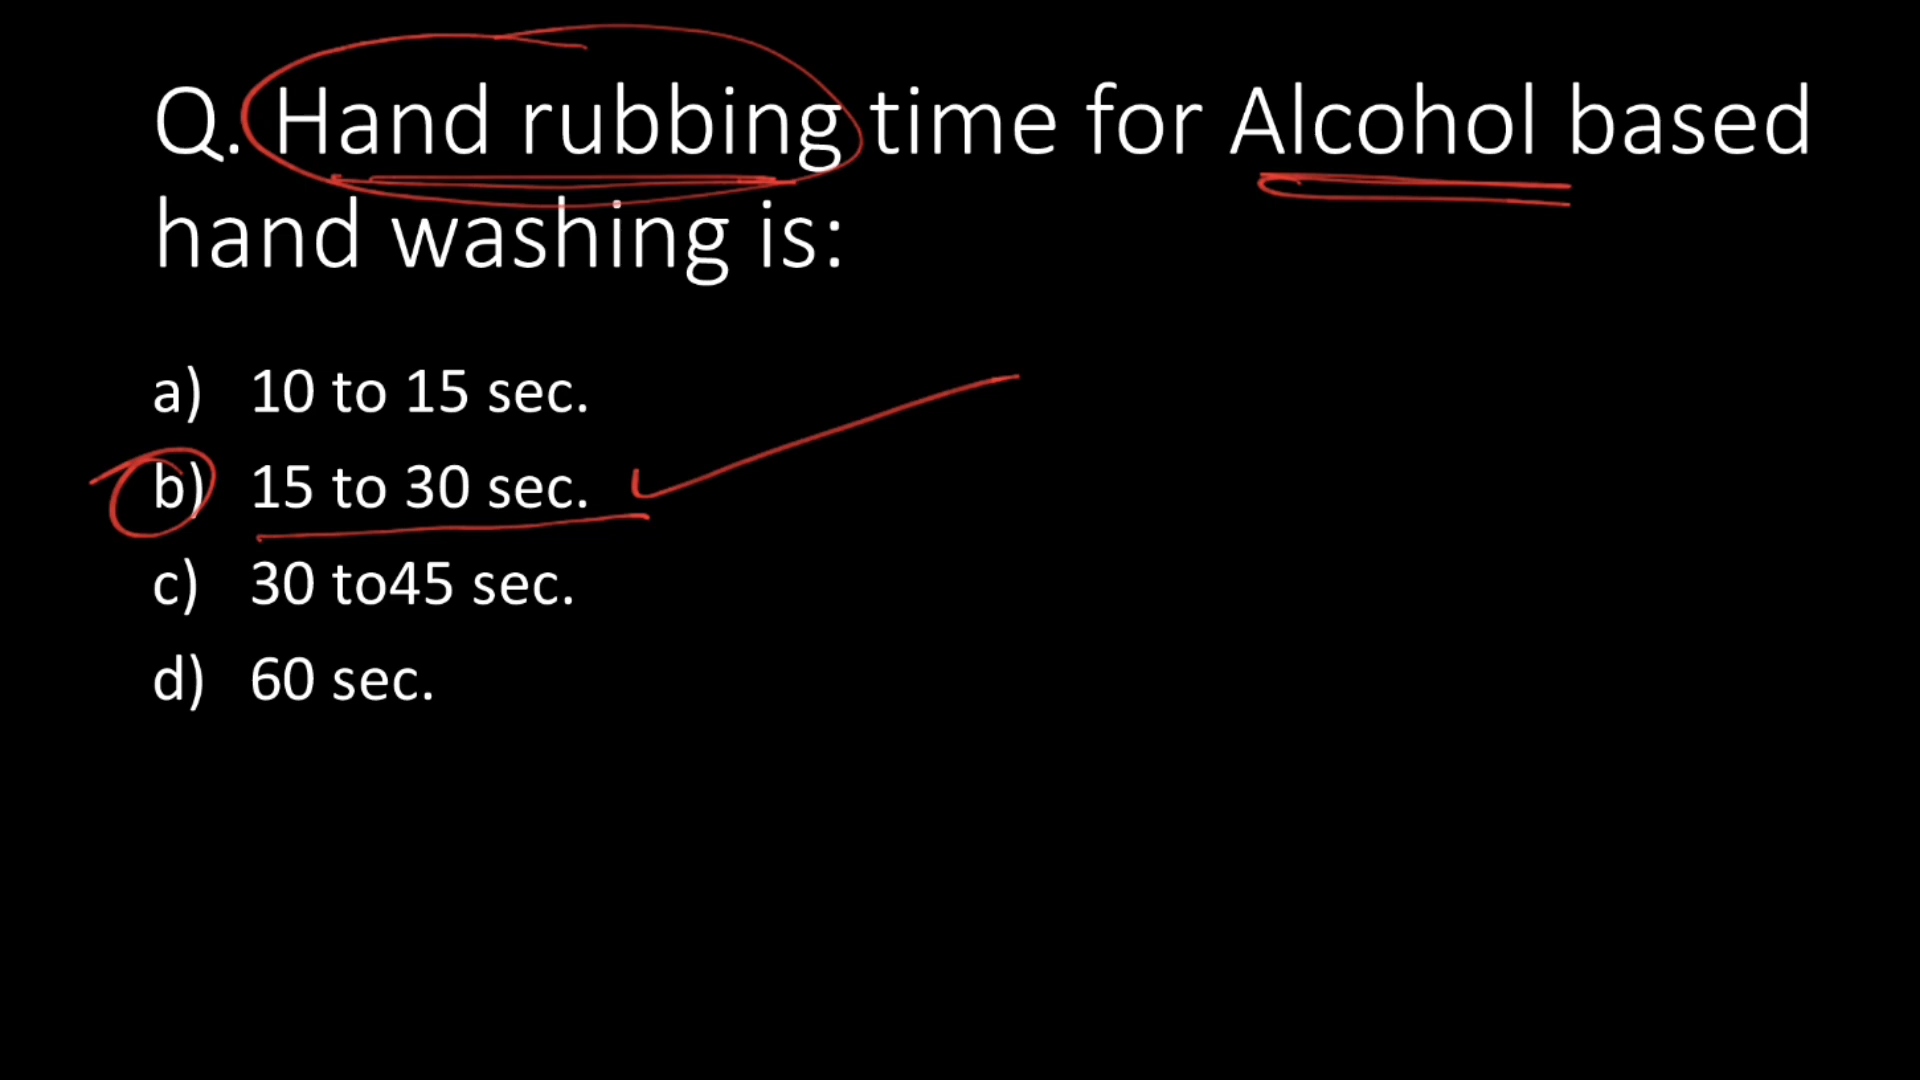 Q. Hand rubbing time for Alcohol based
hand washing is:
a) 10 to 15 sec.
b) 15 to 30 sec.
c) 30 to45 sec.
d) 60 sec.